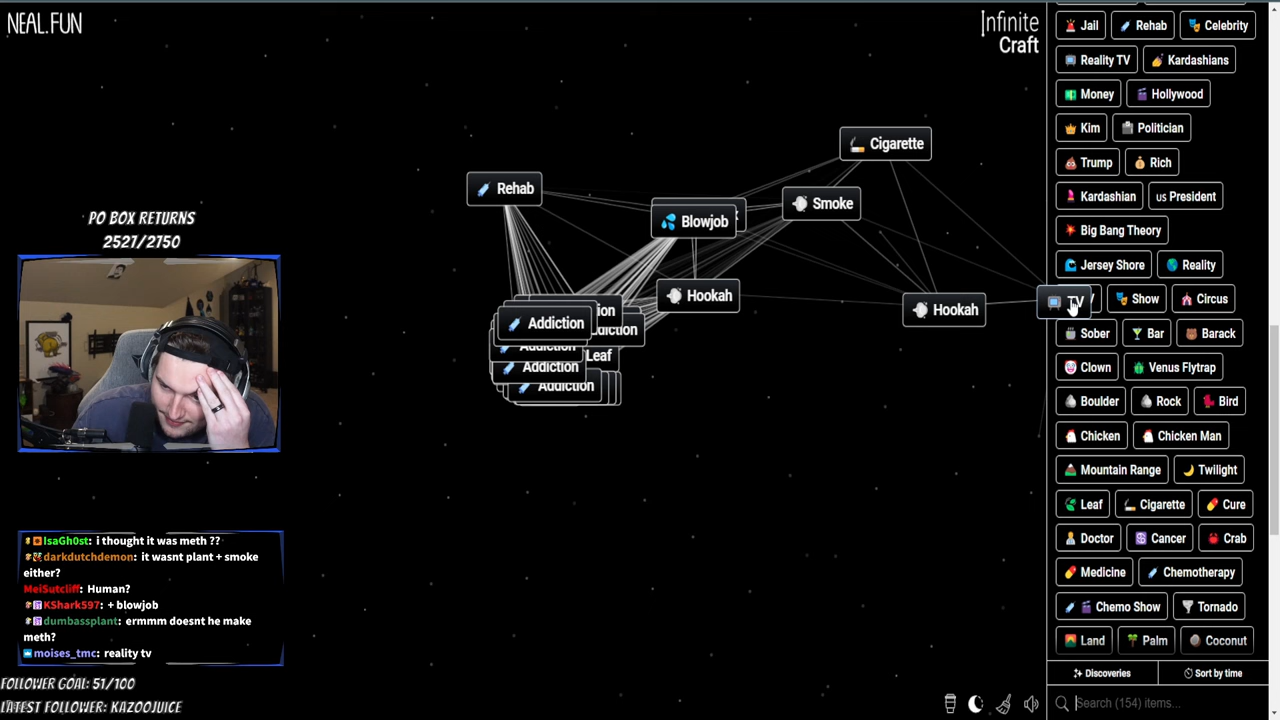 NEAL.FUN
Infinite
Craft
PO BOX RETURNS
2527/2750
IsaGh0st: i thought it was meth ??
darkdutchdemon: it wasnt plant + smoke
either?
MeiSutcliff: Human?
KShark597: + blowjob
dumbassplant: ermmm doesnt he make
meth?
moises_tmc: reality tv
FOLLOWER GOAL: 51/100
LATEST FOLLOWER: KAZOOJUICE
Cigarette
Rehab
Smoke
Blowjob
Hookah
Hookah
TV
Addiction
Leaf
Addiction
Addiction
Addiction
Jail Rehab Celebrity
Reality TV Kardashians
Money Hollywood
Kim Politician
Trump Rich
Kardashian US President
Big Bang Theory
Jersey Shore Reality
Show Circus
Sober Bar Barack
Clown Venus Flytrap
Boulder Rock Bird
Chicken Chicken Man
Mountain Range Twilight
Leaf Cigarette Cure
Doctor Cancer Crab
Medicine Chemotherapy
Chemo Show Tornado
Land Palm Coconut
Discoveries Sort by time
Search (154) items...